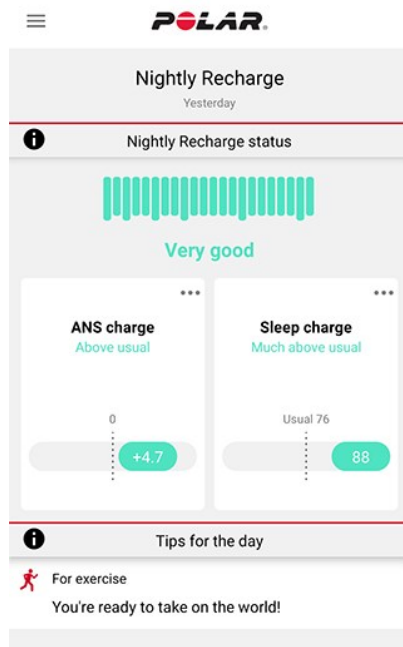 POLAR.
Nightly Recharge
Yesterday
Nightly Recharge status
Very good
ANS charge
Above usual
0
+4.7
Sleep charge
Much above usual
Usual 76
88
Tips for the day
For exercise
You're ready to take on the world!